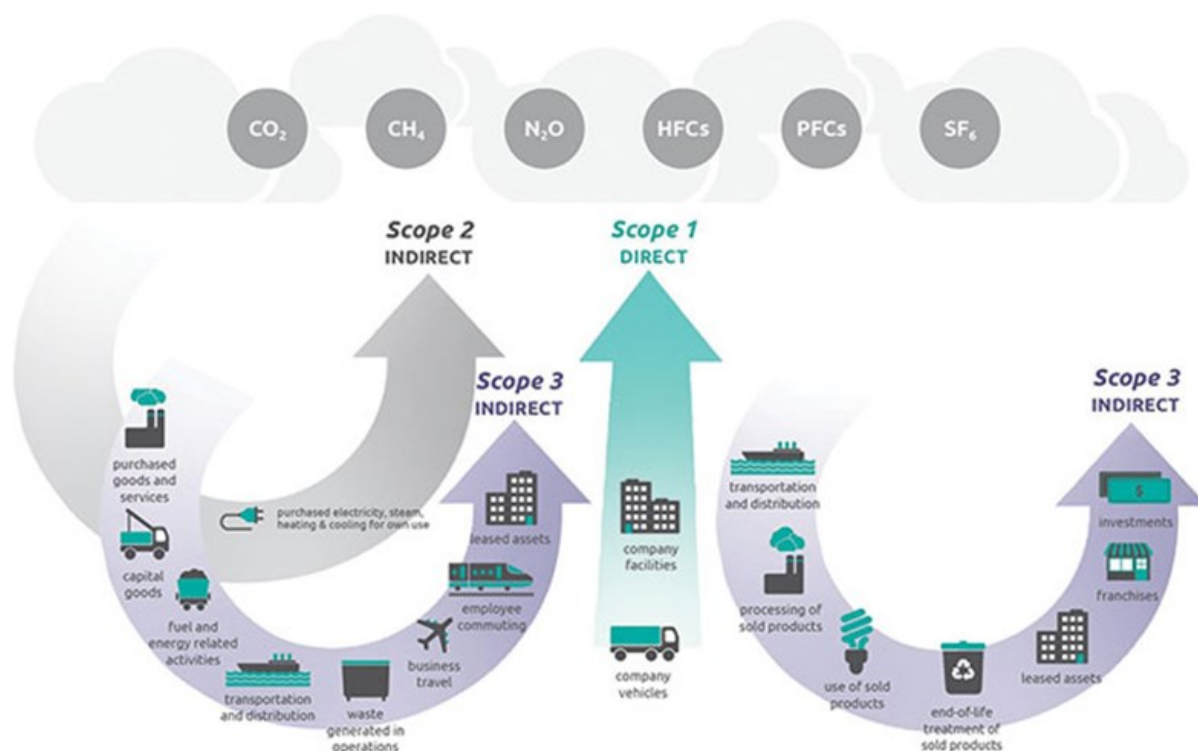 CO₂
CH₄
N₂O
HFCs
PFCs
SF₆
Scope 2
INDIRECT
Scope 1
DIRECT
Scope 3
INDIRECT
Scope 3
INDIRECT
purchased
goods and
services
capital
goods
fuel and
energy related
activities
transportation
and distribution
waste
generated in
operations
business
travel
employee
commuting
leased assets
purchased electricity, steam,
heating & cooling for own use
company
facilities
company
vehicles
transportation
and distribution
processing of
sold products
use of sold
products
end-of-life
treatment of
sold products
leased assets
franchises
investments
$